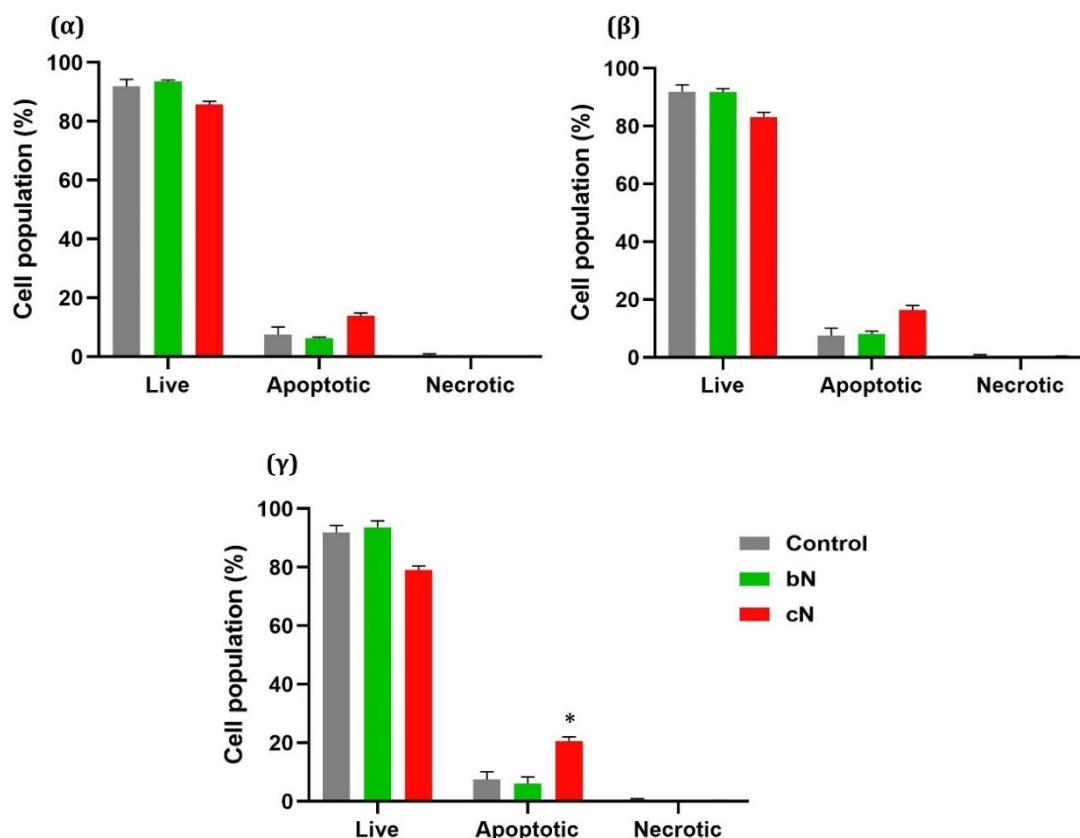 (α)
Cell population (%)
100
80
60
40
20
0
Live Apoptotic Necrotic
(β)
Cell population (%)
100
80
60
40
20
0
Live Apoptotic Necrotic
(γ)
Cell population (%)
100
80
60
40
20
0
*
Live Apoptotic Necrotic
Control
bN
cN